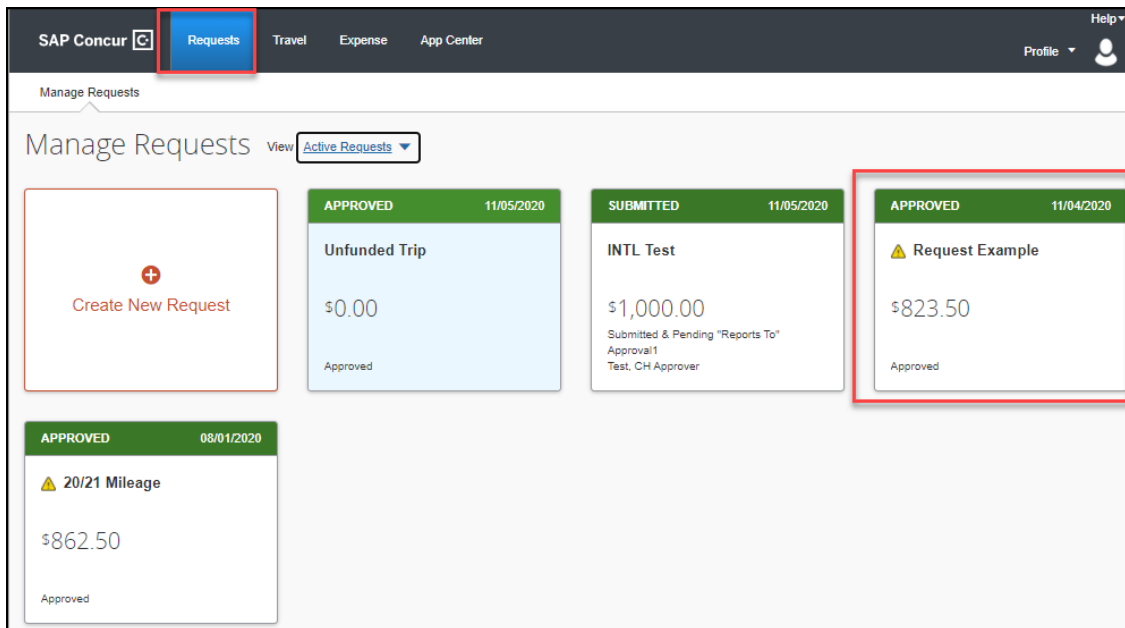 Help
SAP Concur C Requests Travel Expense App Center
Profile
Manage Requests
Manage Requests View Active Requests
Create New Request
APPROVED 11/05/2020
Unfunded Trip
$0.00
Approved
SUBMITTED 11/05/2020
INTL Test
$1,000.00
Submitted & Pending "Reports To"
Approval1
Test, CH Approver
APPROVED 11/04/2020
Request Example
$823.50
Approved
APPROVED 08/01/2020
20/21 Mileage
$862.50
Approved